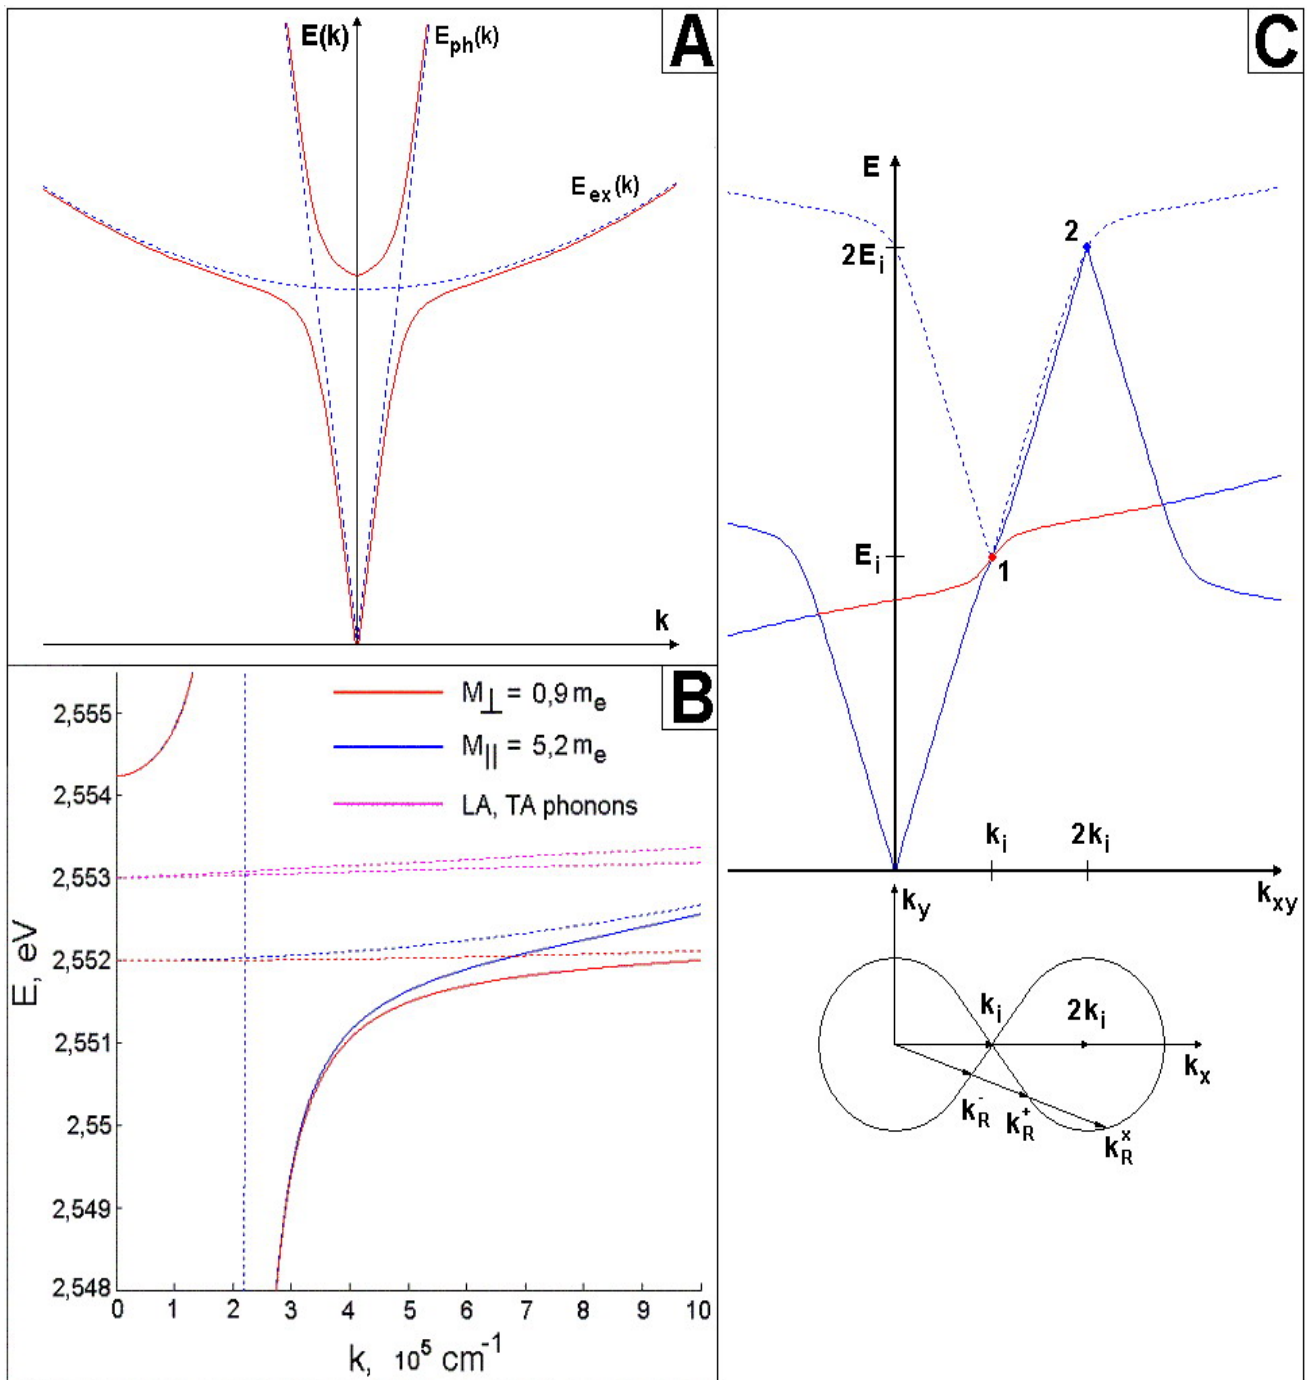 A
E(k)
E_ph(k)
E_ex(k)
k
B
M⊥ = 0,9 m_e
M_|| = 5,2 m_e
LA, TA phonons
2,555
2,554
2,553
2,552
2,551
2,55
2,549
2,548
E, eV
0 1 2 3 4 5 6 7 8 9 10
k, 10^5 cm^-1
C
E
2
2E_i
E_i
1
k_i
2k_i
k_xy
k_y
k_i
2k_i
k_x
k_R^-
k_R^+
k_R^x